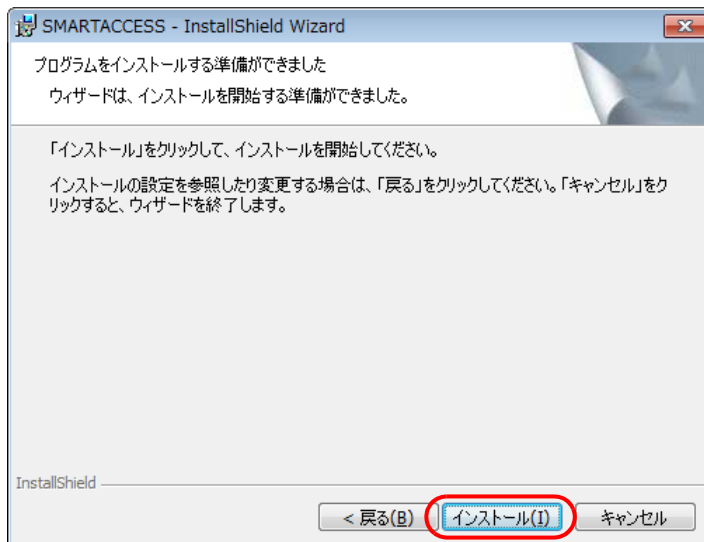 SMARTACCESS - InstallShield Wizard
プログラムをインストールする準備ができました
ウィザードは、インストールを開始する準備ができました。
「インストール」をクリックして、インストールを開始してください。
インストールの設定を参照したり変更する場合は、「戻る」をクリックしてください。「キャンセル」をク
リックすると、ウィザードを終了します。
InstallShield
< 戻る(B) インストール(I) キャンセル